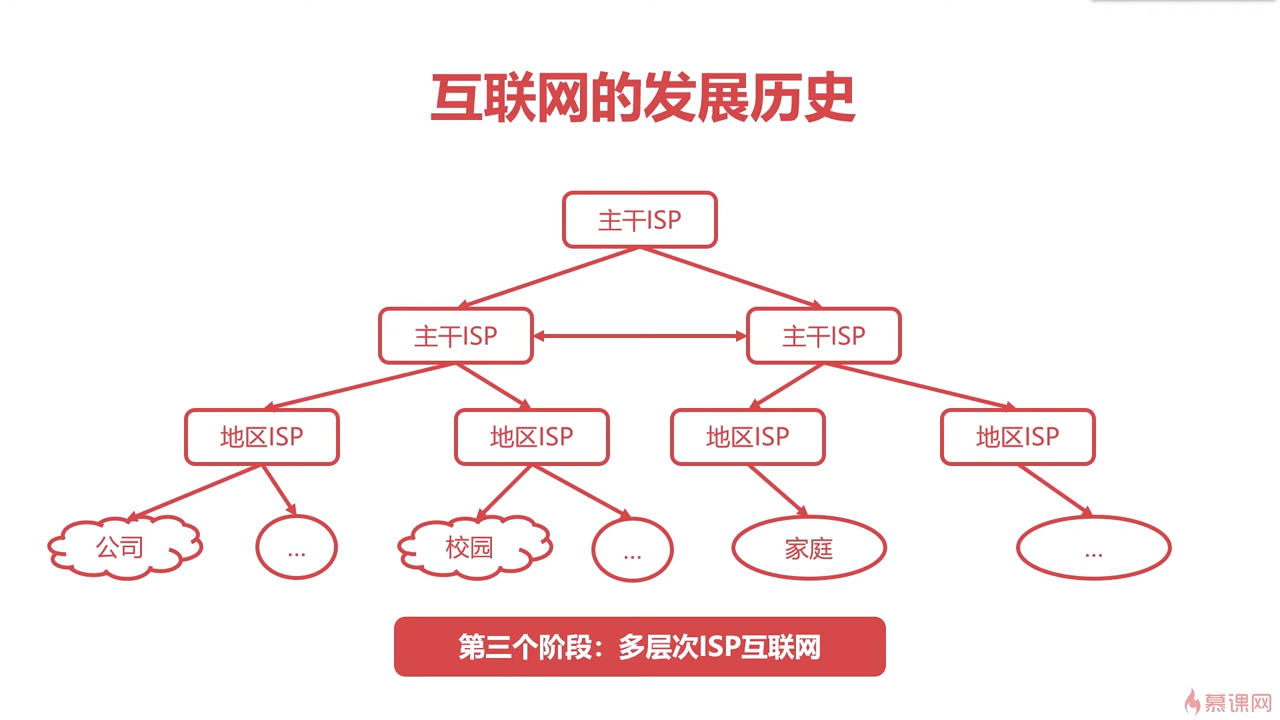 互联网的发展历史
主干ISP
主干ISP
主干ISP
地区ISP
地区ISP
地区ISP
地区ISP
公司
...
校园
...
家庭
...
第三个阶段：多层次ISP互联网
慕课网